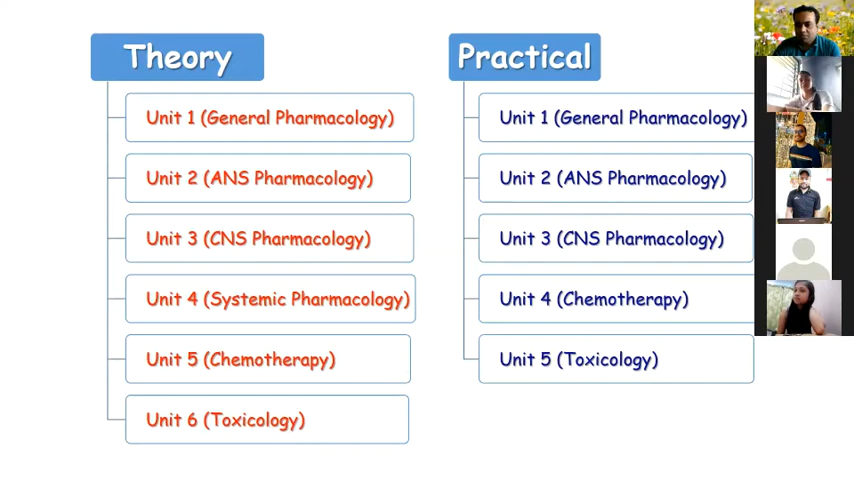 Theory
Unit 1 (General Pharmacology)
Unit 2 (ANS Pharmacology)
Unit 3 (CNS Pharmacology)
Unit 4 (Systemic Pharmacology)
Unit 5 (Chemotherapy)
Unit 6 (Toxicology)
Practical
Unit 1 (General Pharmacology)
Unit 2 (ANS Pharmacology)
Unit 3 (CNS Pharmacology)
Unit 4 (Chemotherapy)
Unit 5 (Toxicology)